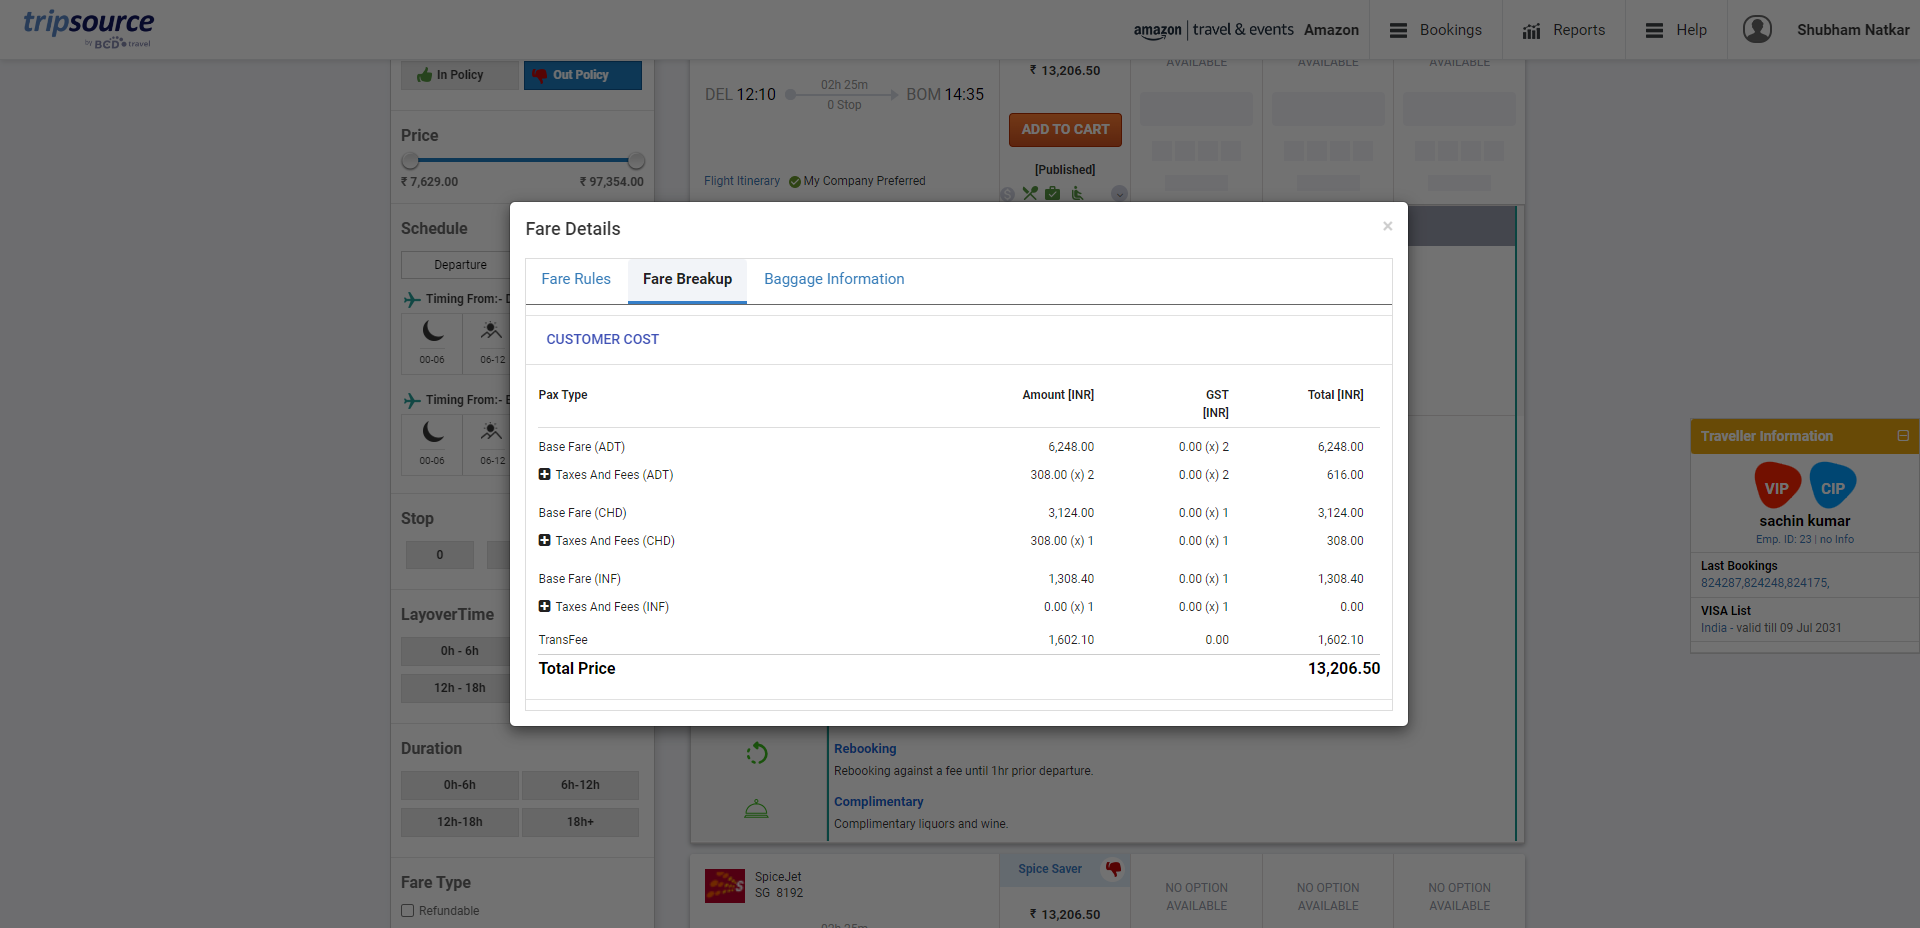 tripsource
by BCD travel
amazon | travel & events Amazon
Bookings
Reports
Help
Shubham Natkar
In Policy
Out Policy
Price
₹ 7,629.00
₹ 97,354.00
Schedule
Departure
Timing From:- D
00-06
06-12
Timing From:-
00-06
06-12
Stop
0
LayoverTime
0h - 6h
12h - 18h
Duration
0h-6h
6h-12h
12h-18h
18h+
Fare Type
Refundable
DEL 12:10
02h 25m
0 Stop
BOM 14:35
Flight Itinerary
My Company Preferred
₹ 13,206.50
ADD TO CART
[Published]
AVAILABLE
AVAILABLE
AVAILABLE
Fare Details
×
Fare Rules
Fare Breakup
Baggage Information
CUSTOMER COST
Pax Type Amount [INR] GST [INR] Total [INR]
Base Fare (ADT) 6,248.00 0.00 (x) 2 6,248.00
Taxes And Fees (ADT) 308.00 (x) 2 0.00 (x) 2 616.00
Base Fare (CHD) 3,124.00 0.00 (x) 1 3,124.00
Taxes And Fees (CHD) 308.00 (x) 1 0.00 (x) 1 308.00
Base Fare (INF) 1,308.40 0.00 (x) 1 1,308.40
Taxes And Fees (INF) 0.00 (x) 1 0.00 (x) 1 0.00
TransFee 1,602.10 0.00 1,602.10
Total Price 13,206.50
Rebooking
Rebooking against a fee until 1hr prior departure.
Complimentary
Complimentary liquors and wine.
SpiceJet
SG 8192
02h 25m
Spice Saver
₹ 13,206.50
NO OPTION
AVAILABLE
NO OPTION
AVAILABLE
NO OPTION
AVAILABLE
Traveller Information
VIP
CIP
sachin kumar
Emp. ID: 23 | no Info
Last Bookings
824287,824248,824175,
VISA List
India - valid till 09 Jul 2031